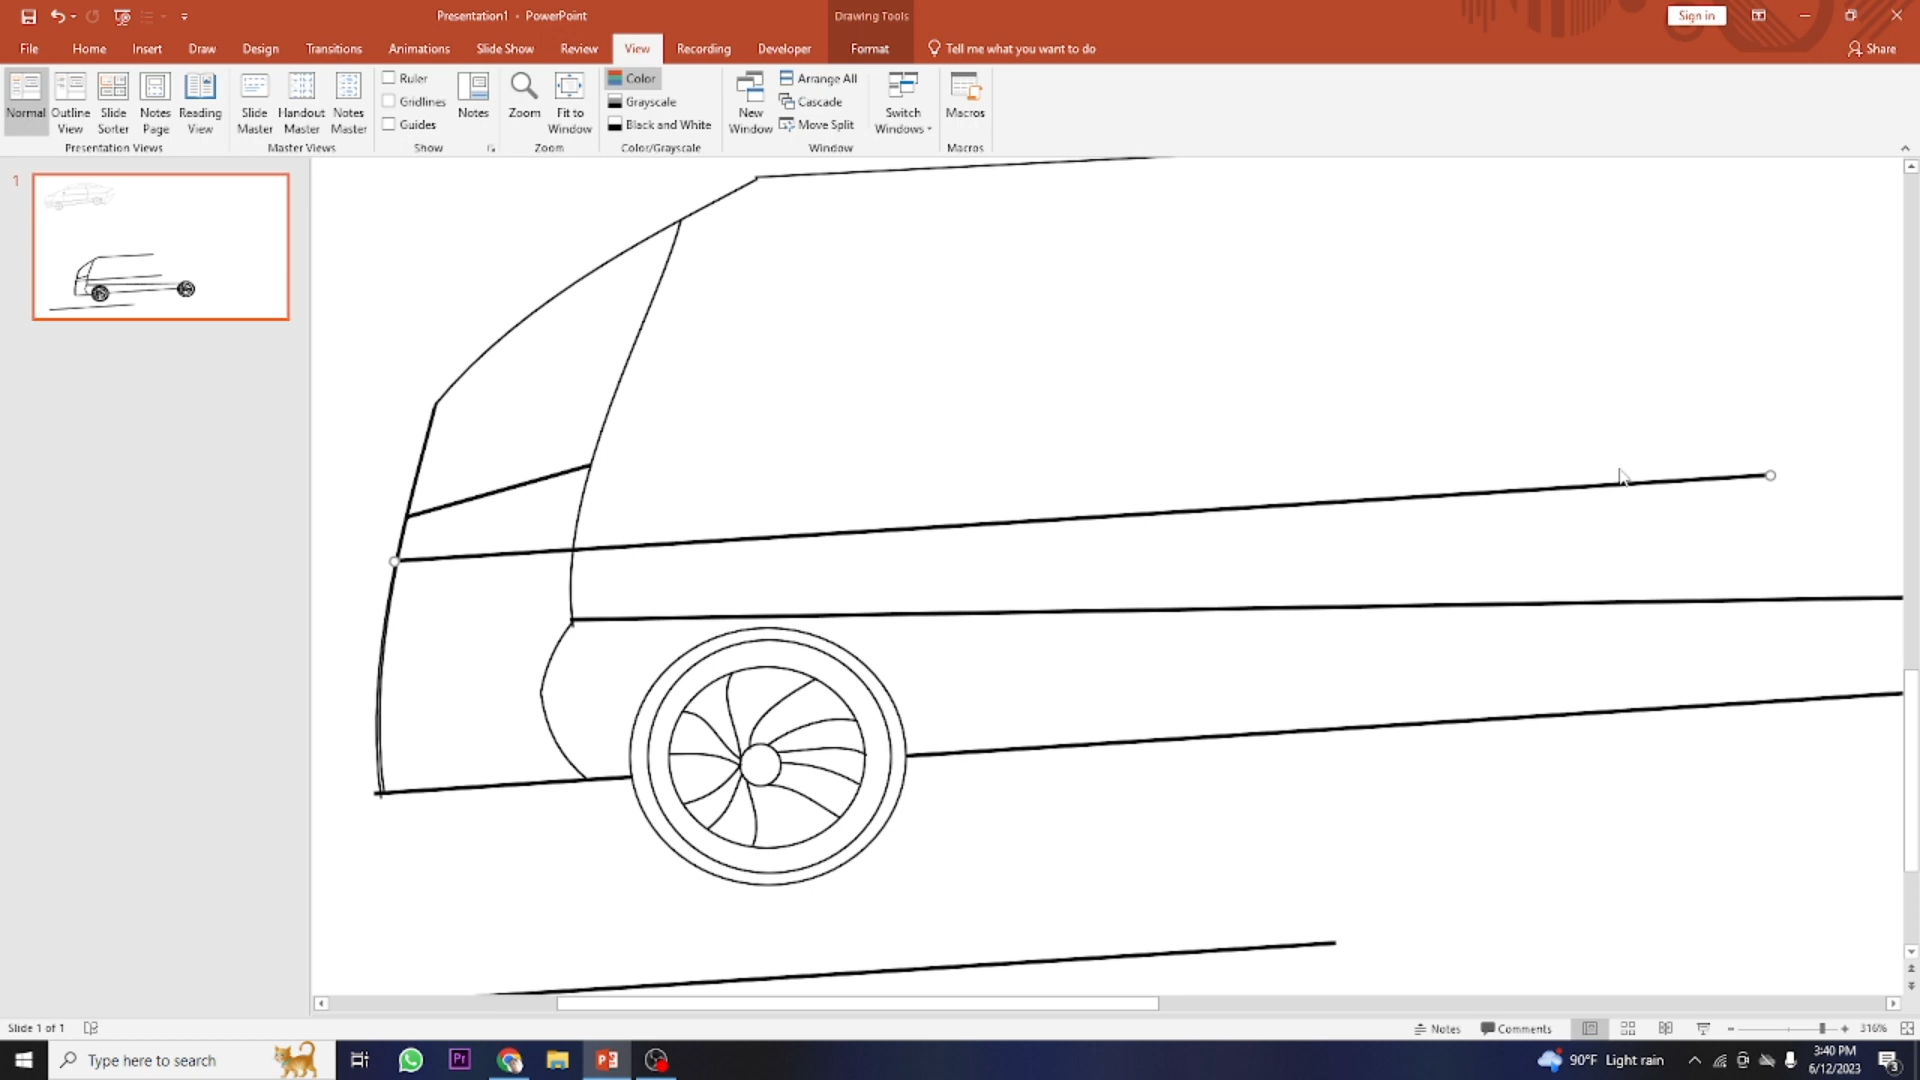 Presentation1 - PowerPoint
Drawing Tools
Sign in
File Home Insert Draw Design Transitions Animations Slide Show Review View Recording Developer Format Tell me what you want to do Share
Normal Outline View Slide Sorter Notes Page Reading View
Presentation Views
Slide Master Handout Master Notes Master
Master Views
Ruler
Gridlines
Guides
Notes
Show
Zoom Fit to Window
Zoom
Color
Grayscale
Black and White
Color/Grayscale
New Window
Arrange All
Cascade
Move Split
Switch Windows
Window
Macros
Macros
1
Slide 1 of 1
Notes Comments 316%
Type here to search
Pr
90°F Light rain
3:40 PM
6/12/2023
3